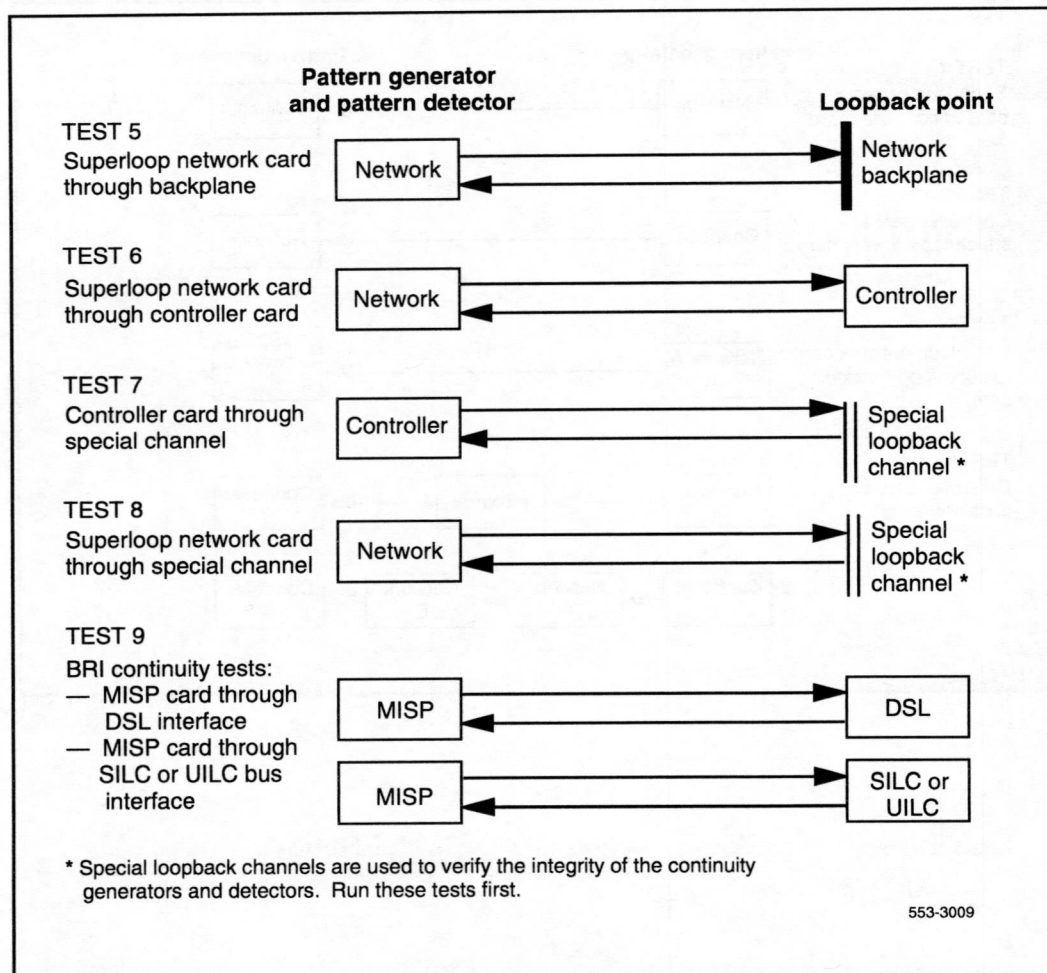 Pattern generator
and pattern detector
Loopback point
TEST 5
Superloop network card
through backplane
Network
Network
backplane
TEST 6
Superloop network card
through controller card
Network
Controller
TEST 7
Controller card through
special channel
Controller
Special
loopback
channel *
TEST 8
Superloop network card
through special channel
Network
Special
loopback
channel *
TEST 9
BRI continuity tests:
— MISP card through
DSL interface
— MISP card through
SILC or UILC bus
interface
MISP
DSL
MISP
SILC or
UILC
* Special loopback channels are used to verify the integrity of the continuity
generators and detectors. Run these tests first.
553-3009